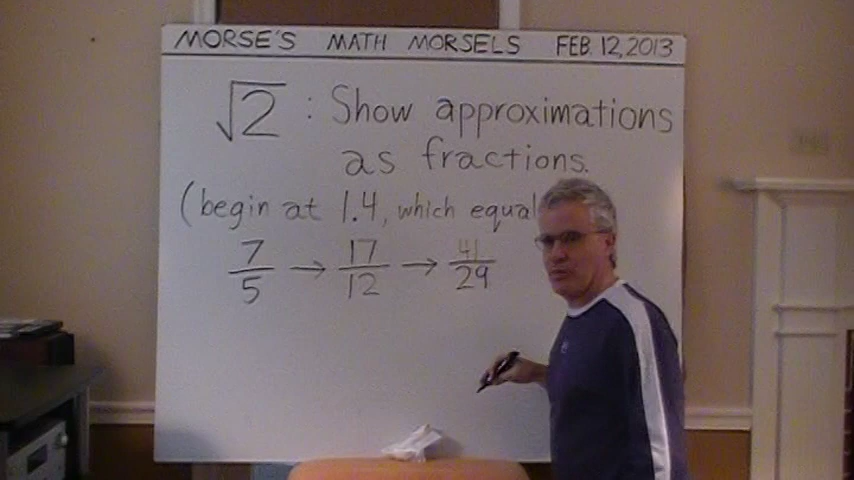 MORSE'S MATH MORSELS FEB. 12, 2013
√2 : Show approximations
as fractions.
(begin at 1.4, which equal
7/5 → 17/12 → 41/29